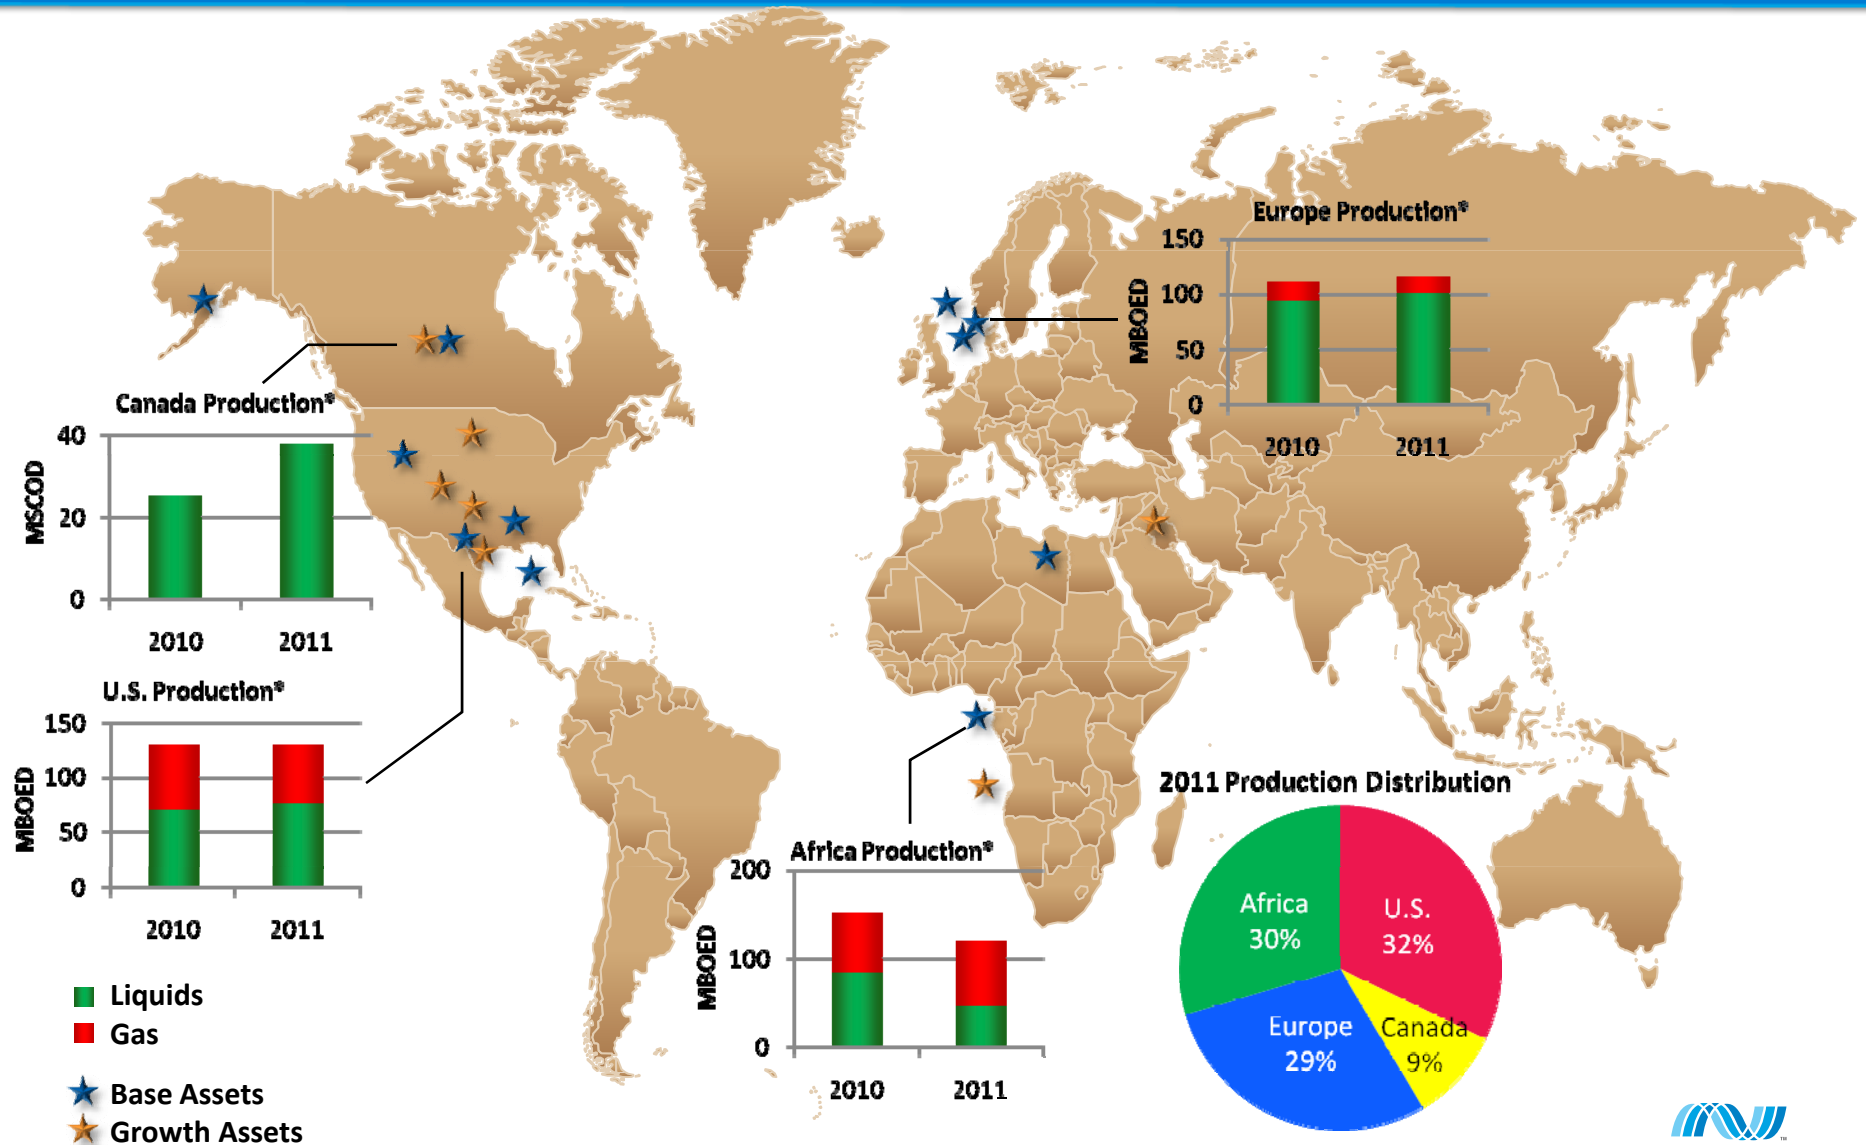 Europe Production*
150
100
50
0
MBOED
2010
2011
Canada Production*
40
20
0
MSCOD
2010
2011
U.S. Production*
150
100
50
0
MBOED
2010
2011
Africa Production*
200
100
0
MBOED
2010
2011
2011 Production Distribution
Africa
30%
U.S.
32%
Europe
29%
Canada
9%
Liquids
Gas
Base Assets
Growth Assets
TM